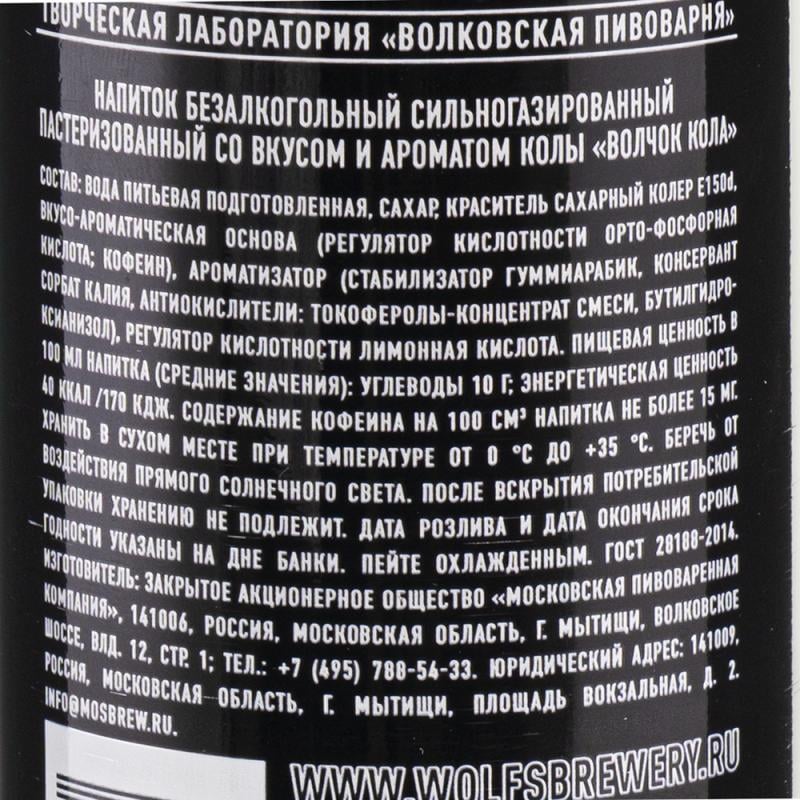 ТВОРЧЕСКАЯ ЛАБОРАТОРИЯ «ВОЛКОВСКАЯ ПИВОВАРНЯ»
НАПИТОК БЕЗАЛКОГОЛЬНЫЙ СИЛЬНОГАЗИРОВАННЫЙ
ПАСТЕРИЗОВАННЫЙ СО ВКУСОМ И АРОМАТОМ КОЛЫ «ВОЛЧОК КОЛА»
СОСТАВ: ВОДА ПИТЬЕВАЯ ПОДГОТОВЛЕННАЯ, САХАР, КРАСИТЕЛЬ САХАРНЫЙ КОЛЕР Е150d,
ВКУСО-АРОМАТИЧЕСКАЯ ОСНОВА (РЕГУЛЯТОР КИСЛОТНОСТИ ОРТО-ФОСФОРНАЯ
КИСЛОТА; КОФЕИН), АРОМАТИЗАТОР (СТАБИЛИЗАТОР ГУММИАРАБИК, КОНСЕРВАНТ
СОРБАТ КАЛИЯ, АНТИОКИСЛИТЕЛИ: ТОКОФЕРОЛЫ-КОНЦЕНТРАТ СМЕСИ, БУТИЛГИДРО-
КСИАНИЗОЛ), РЕГУЛЯТОР КИСЛОТНОСТИ ЛИМОННАЯ КИСЛОТА. ПИЩЕВАЯ ЦЕННОСТЬ В
100 МЛ НАПИТКА (СРЕДНИЕ ЗНАЧЕНИЯ): УГЛЕВОДЫ 10 Г; ЭНЕРГЕТИЧЕСКАЯ ЦЕННОСТЬ
40 ККАЛ /170 КДЖ. СОДЕРЖАНИЕ КОФЕИНА НА 100 СМ³ НАПИТКА НЕ БОЛЕЕ 15 МГ.
ХРАНИТЬ В СУХОМ МЕСТЕ ПРИ ТЕМПЕРАТУРЕ ОТ 0 °С ДО +35 °С. БЕРЕЧЬ ОТ
ВОЗДЕЙСТВИЯ ПРЯМОГО СОЛНЕЧНОГО СВЕТА. ПОСЛЕ ВСКРЫТИЯ ПОТРЕБИТЕЛЬСКОЙ
УПАКОВКИ ХРАНЕНИЮ НЕ ПОДЛЕЖИТ. ДАТА РОЗЛИВА И ДАТА ОКОНЧАНИЯ СРОКА
ГОДНОСТИ УКАЗАНЫ НА ДНЕ БАНКИ. ПЕЙТЕ ОХЛАЖДЕННЫМ. ГОСТ 28188-2014.
ИЗГОТОВИТЕЛЬ: ЗАКРЫТОЕ АКЦИОНЕРНОЕ ОБЩЕСТВО «МОСКОВСКАЯ ПИВОВАРЕННАЯ
КОМПАНИЯ», 141006, РОССИЯ, МОСКОВСКАЯ ОБЛАСТЬ, Г. МЫТИЩИ, ВОЛКОВСКОЕ
ШОССЕ, ВЛД. 12, СТР. 1; ТЕЛ.: +7 (495) 788-54-33. ЮРИДИЧЕСКИЙ АДРЕС: 141009,
РОССИЯ, МОСКОВСКАЯ ОБЛАСТЬ, Г. МЫТИЩИ, ПЛОЩАДЬ ВОКЗАЛЬНАЯ, Д. 2.
INFO@MOSBREW.RU.
WWW.WOLFSBREWERY.RU